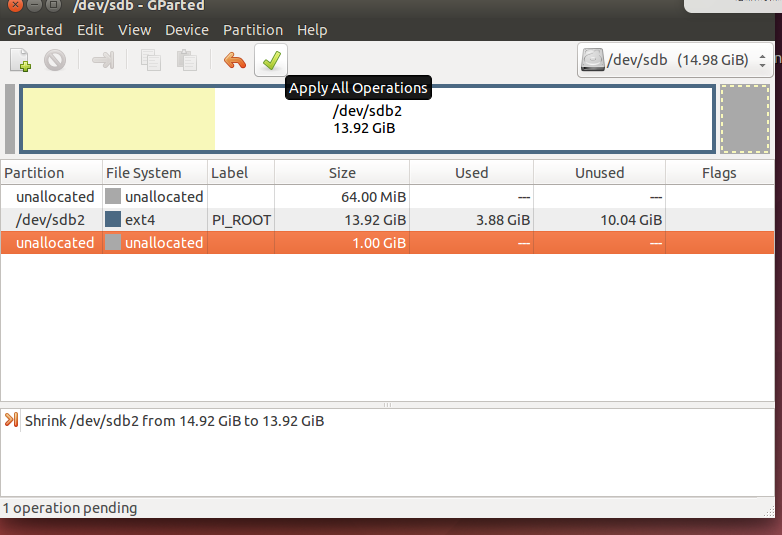 /dev/sdb - GParted
GParted Edit View Device Partition Help
/dev/sdb (14.98 GiB)
Apply All Operations
/dev/sdb2
13.92 GiB
Partition File System Label Size Used Unused Flags
unallocated unallocated 64.00 MiB --- ---
/dev/sdb2 ext4 PI_ROOT 13.92 GiB 3.88 GiB 10.04 GiB
unallocated unallocated 1.00 GiB --- ---
Shrink /dev/sdb2 from 14.92 GiB to 13.92 GiB
1 operation pending